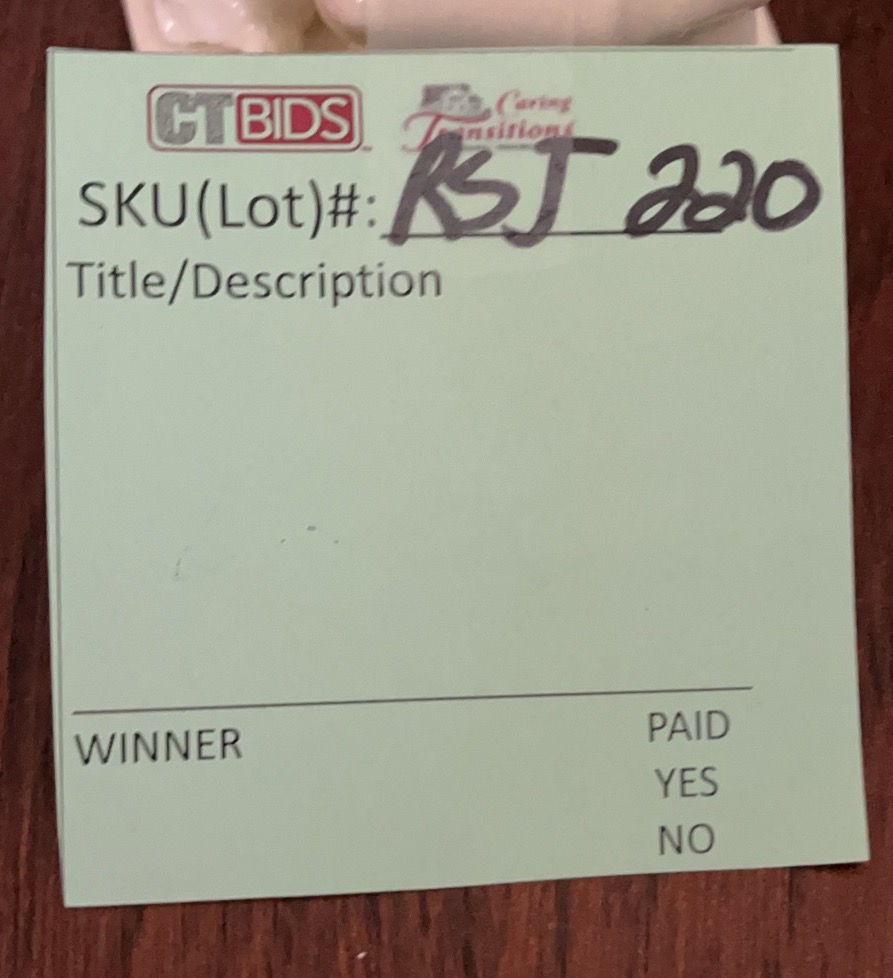 CTBIDS Caring
Transitions
SKU(Lot)#: RSJ 220
Title/Description
WINNER PAID
YES
NO